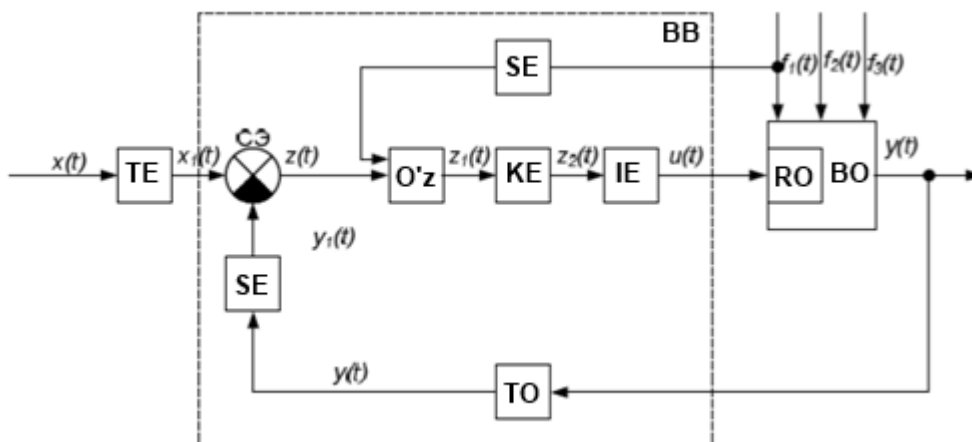 BB
SE
f₁(t) f₂(t) f₃(t)
СЭ
x(t)
TE
x₁(t)
z(t)
O'z
z₁(t)
KE
z₂(t)
IE
u(t)
RO
BO
y(t)
y₁(t)
SE
y(t)
TO